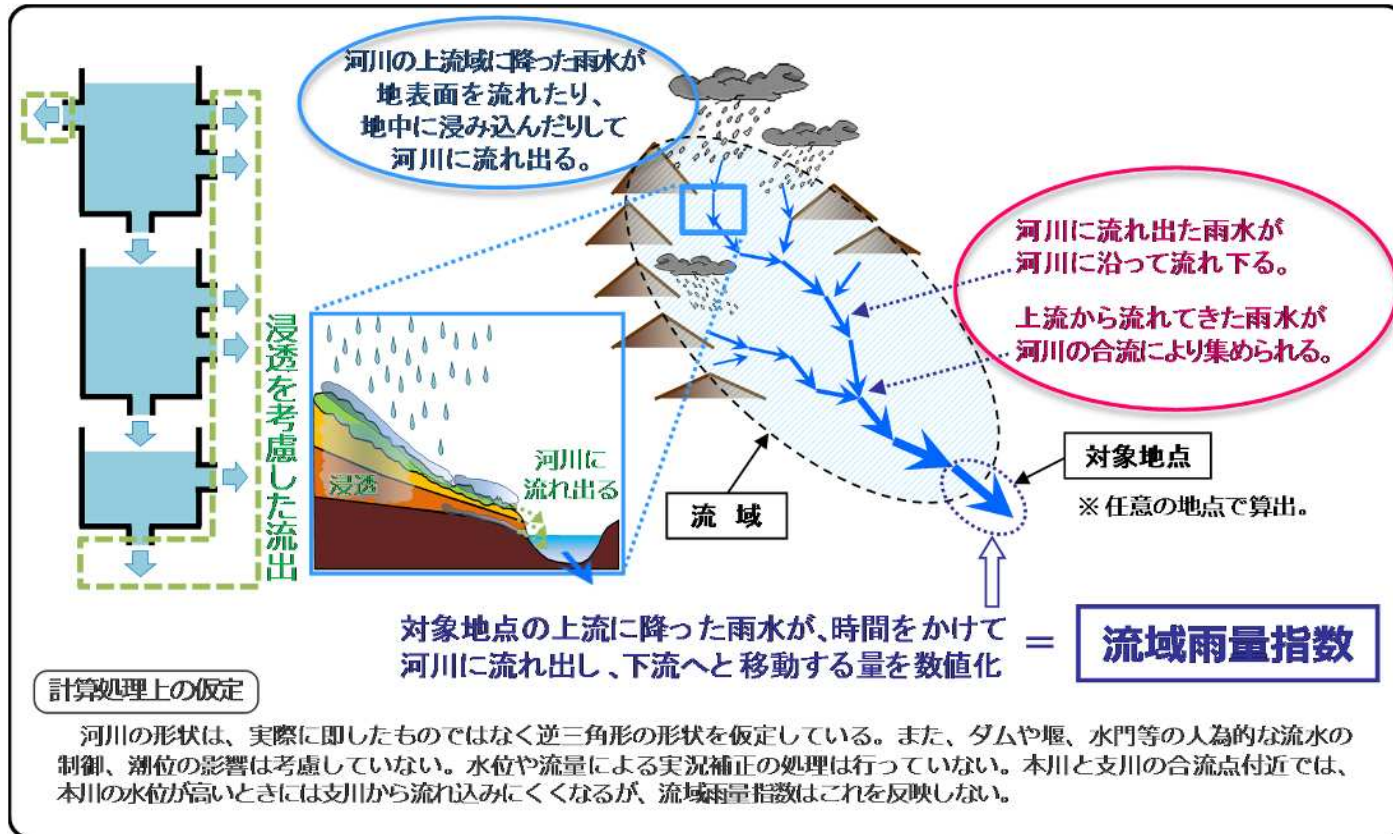 河川の上流域に降った雨水が
地表面を流れたり、
地中に浸み込んだりして
河川に流れ出る。
河川に流れ出た雨水が
河川に沿って流れ下る。
上流から流れてきた雨水が
河川の合流により集められる。
浸透を考慮した流出
浸透
河川に
流れ出る
流域
対象地点
※任意の地点で算出。
対象地点の上流に降った雨水が、時間をかけて
河川に流れ出し、下流へと移動する量を数値化
=
流域雨量指数
計算処理上の仮定
河川の形状は、実際に即したものではなく逆三角形の形状を仮定している。また、ダムや堰、水門等の人為的な流水の
制御、潮位の影響は考慮していない。水位や流量による実況補正の処理は行っていない。本川と支川の合流点付近では、
本川の水位が高いときには支川から流れ込みにくくなるが、流域雨量指数はこれを反映しない。